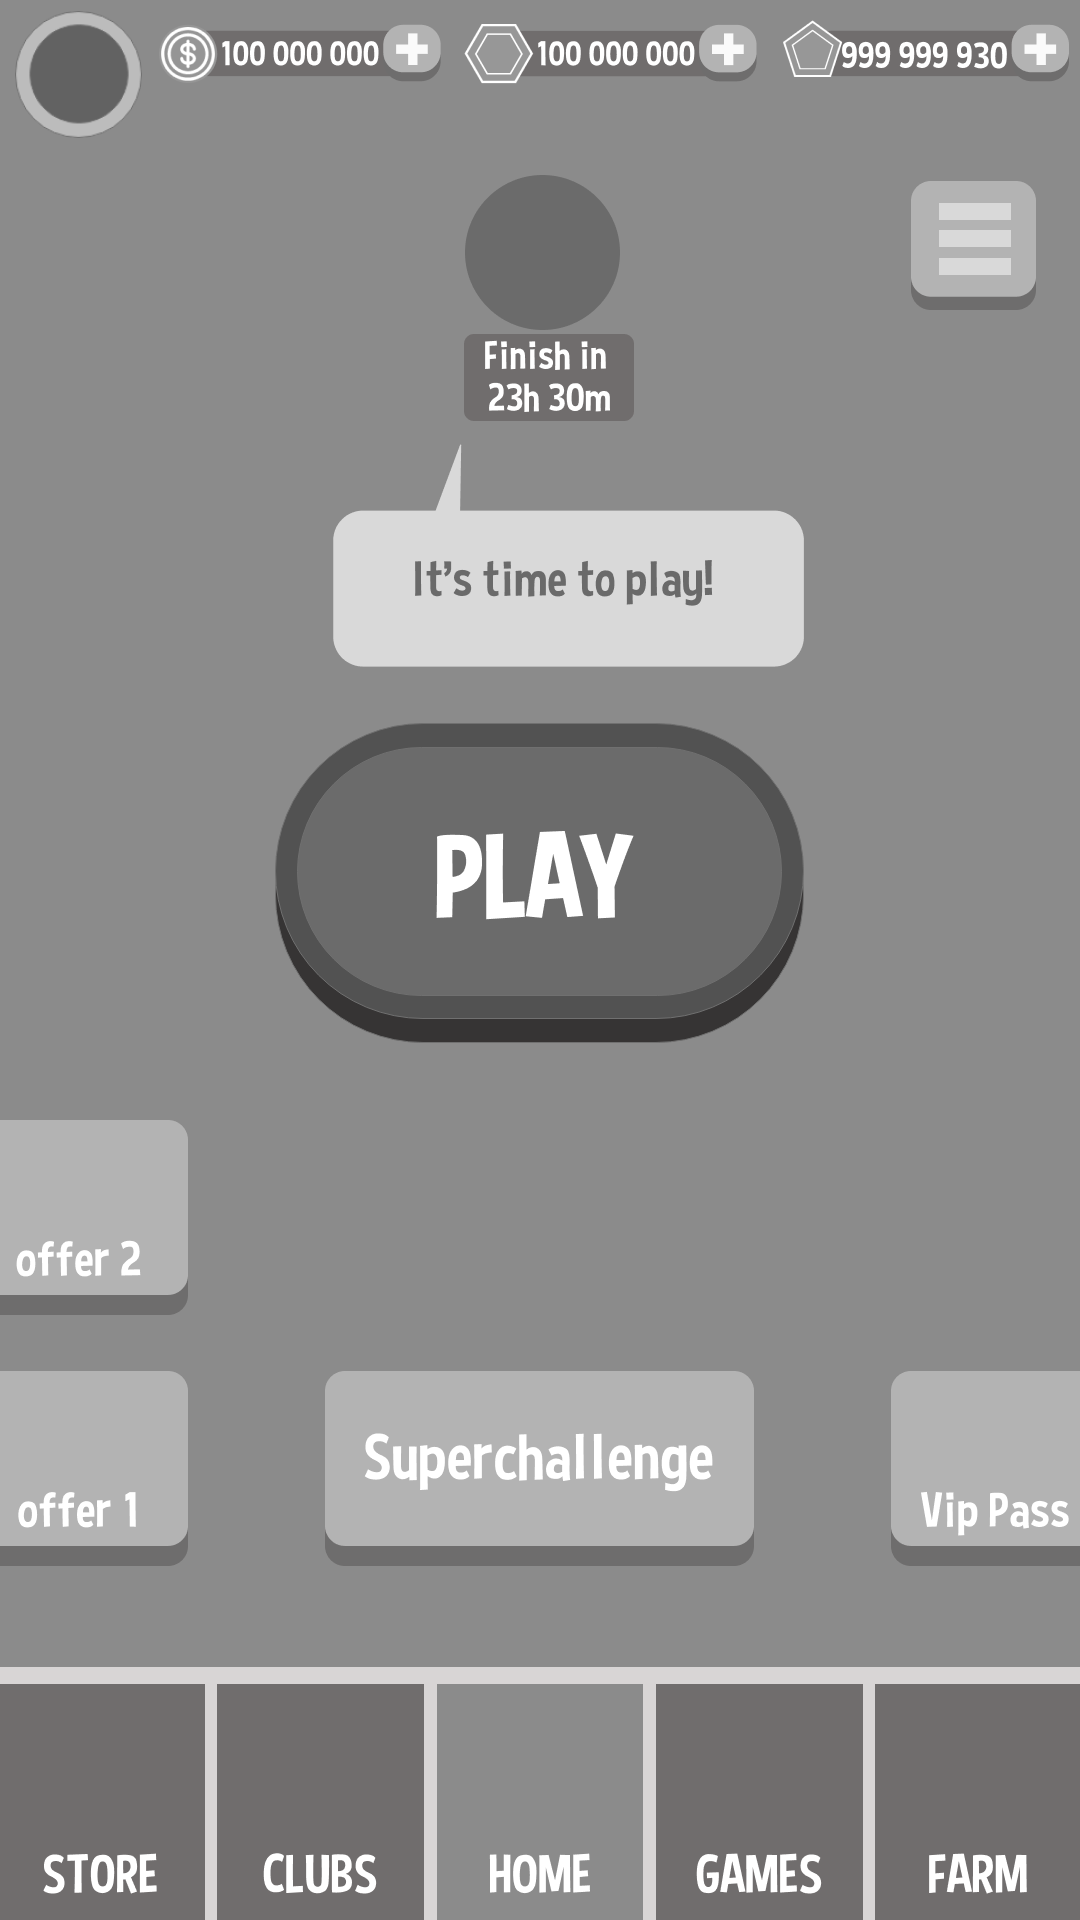 $ 100 000 000
100 000 000
999 999 930
Finish in
23h 30m
It's time to play!
PLAY
offer 2
offer 1
Superchallenge
Vip Pass
STORE
CLUBS
HOME
GAMES
FARM